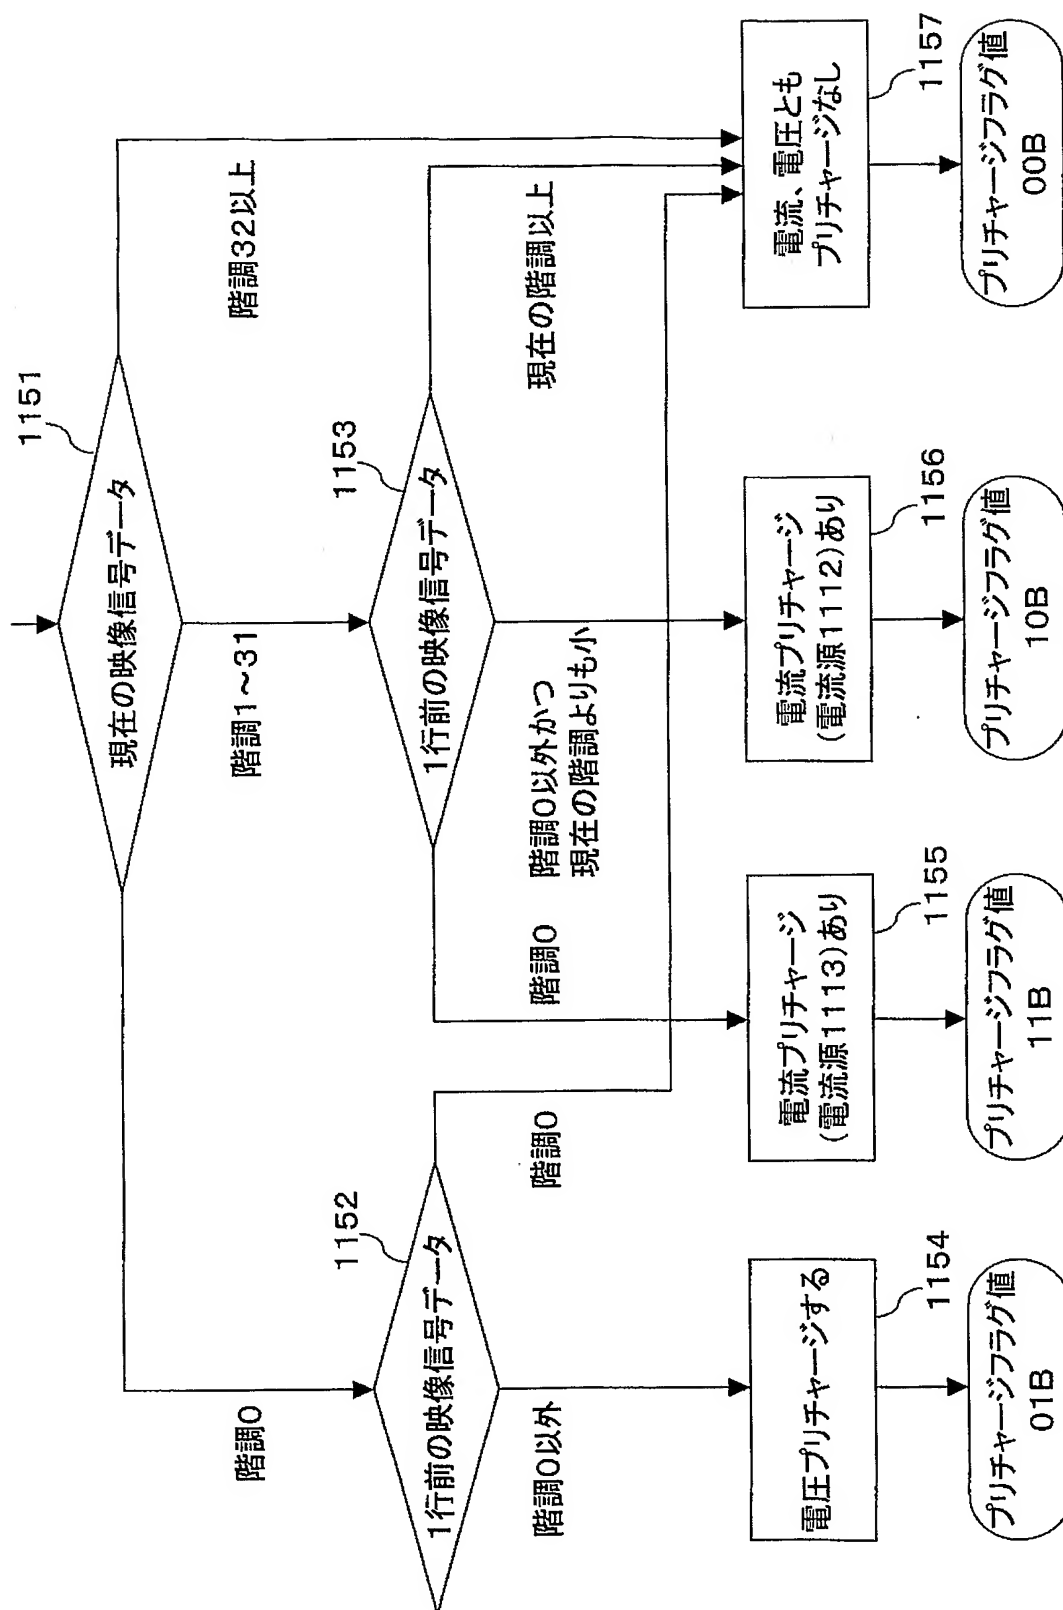 1151
現在の映像信号データ
階調0
階調1～31
階調32以上
1152
1行前の映像信号データ
1153
1行前の映像信号データ
階調0以外
階調0
階調0
階調0以外かつ
現在の階調よりも小
現在の階調以上
電圧プリチャージする
1154
電流プリチャージ
(電流源1113)あり
1155
電流プリチャージ
(電流源1112)あり
1156
電流、電圧とも
プリチャージなし
1157
プリチャージフラグ値
01B
プリチャージフラグ値
11B
プリチャージフラグ値
10B
プリチャージフラグ値
00B